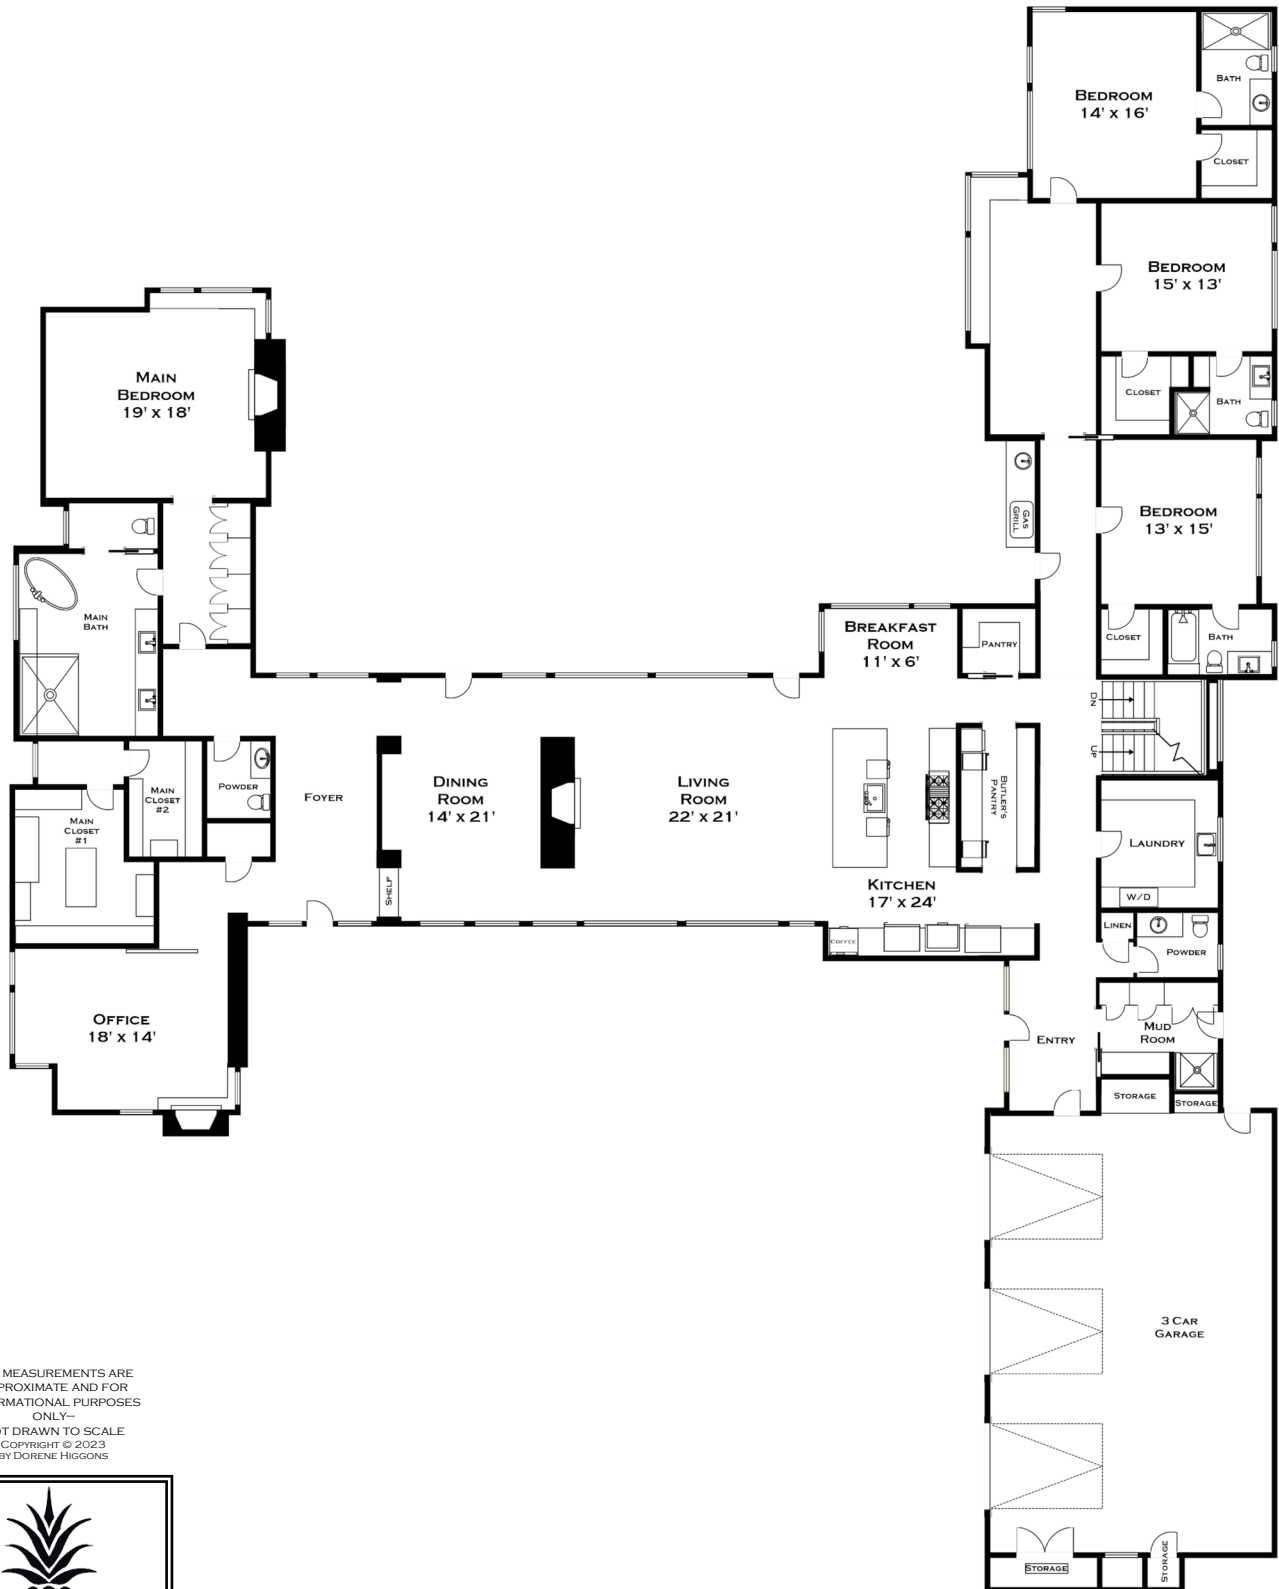 BEDROOM
14' x 16'
BATH
CLOSET
BEDROOM
15' x 13'
CLOSET
BATH
MAIN
BEDROOM
19' x 18'
GAS
GRILL
BEDROOM
13' x 15'
MAIN
BATH
BREAKFAST
ROOM
11' x 6'
PANTRY
CLOSET
BATH
DN
UP
MAIN
CLOSET
#2
POWDER
FOYER
DINING
ROOM
14' x 21'
LIVING
ROOM
22' x 21'
BUTLER'S
PANTRY
MAIN
CLOSET
#1
SHELF
KITCHEN
17' x 24'
COFFEE
LAUNDRY
W/D
LINEN
POWDER
OFFICE
18' x 14'
ENTRY
MUD
ROOM
STORAGE
STORAGE
3 CAR
GARAGE
STORAGE
STORAGE
MEASUREMENTS ARE
PROXIMATE AND FOR
RMATIONAL PURPOSES
ONLY—
T DRAWN TO SCALE
COPYRIGHT © 2023
BY DORENE HIGGONS